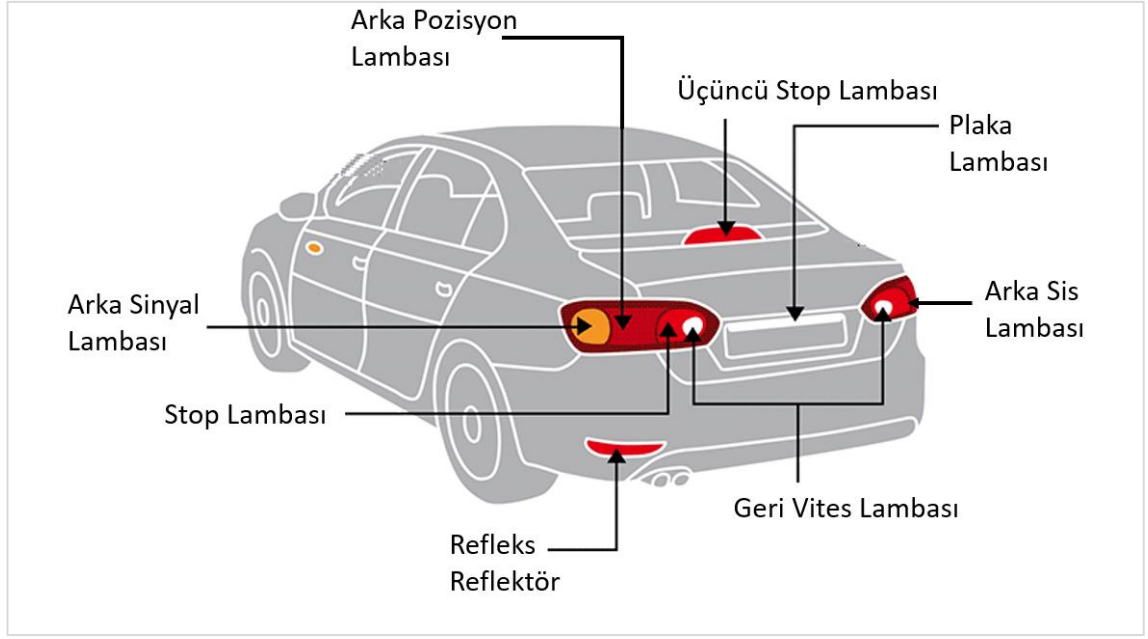 Arka Pozisyon
Lambası
Üçüncü Stop Lambası
Plaka
Lambası
Arka Sinyal
Lambası
Arka Sis
Lambası
Stop Lambası
Geri Vites Lambası
Refleks
Reflektör